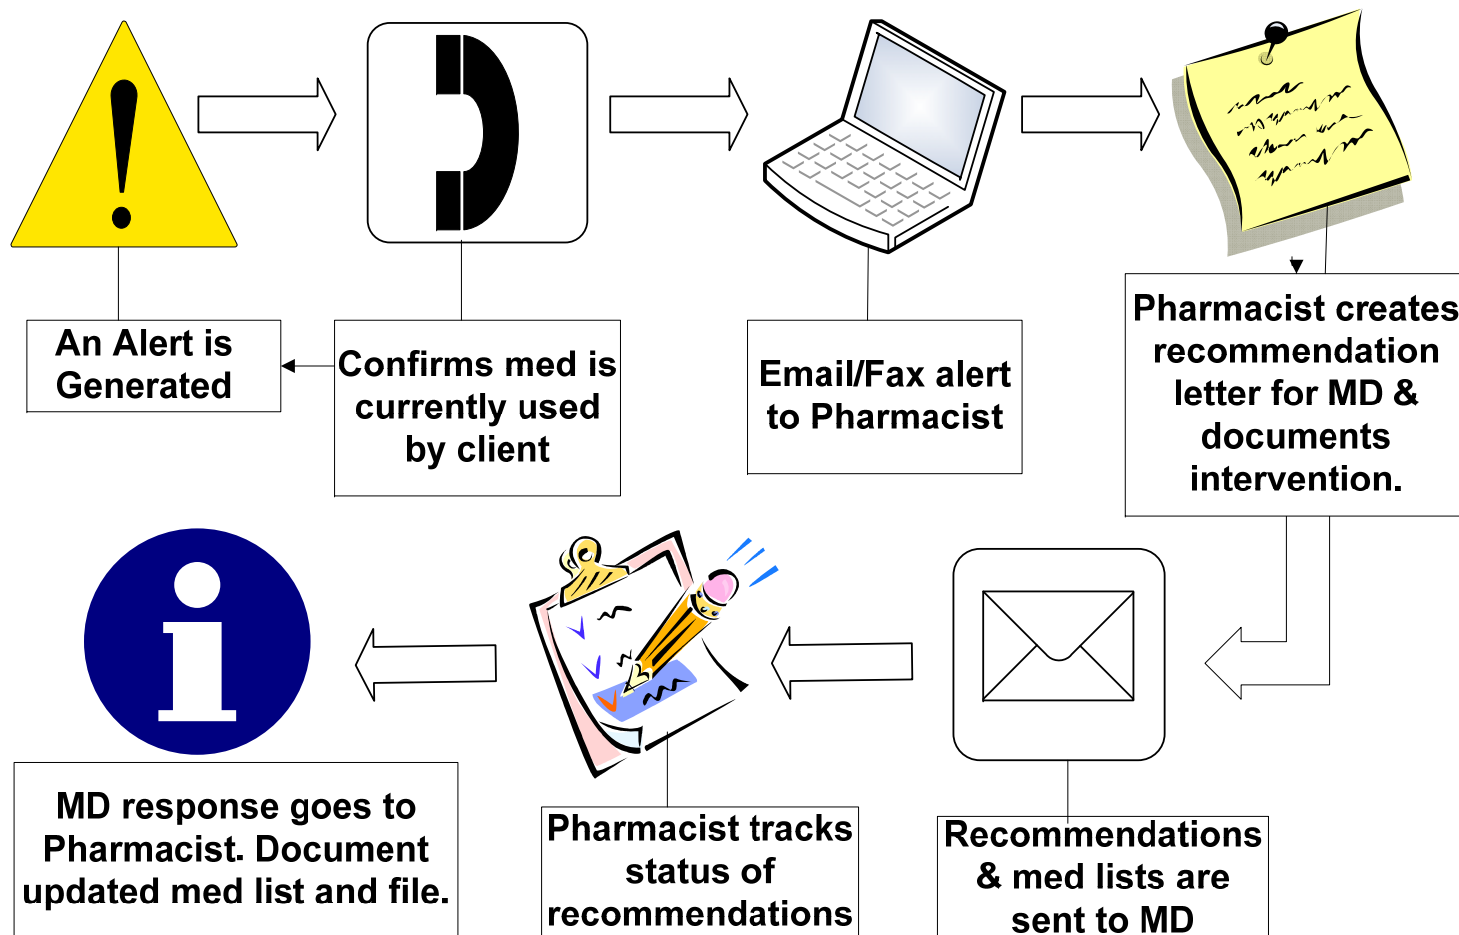 An Alert is
Generated
Confirms med is
currently used
by client
Email/Fax alert
to Pharmacist
Pharmacist creates
recommendation
letter for MD &
documents
intervention.
MD response goes to
Pharmacist. Document
updated med list and file.
Pharmacist tracks
status of
recommendations
Recommendations
& med lists are
sent to MD